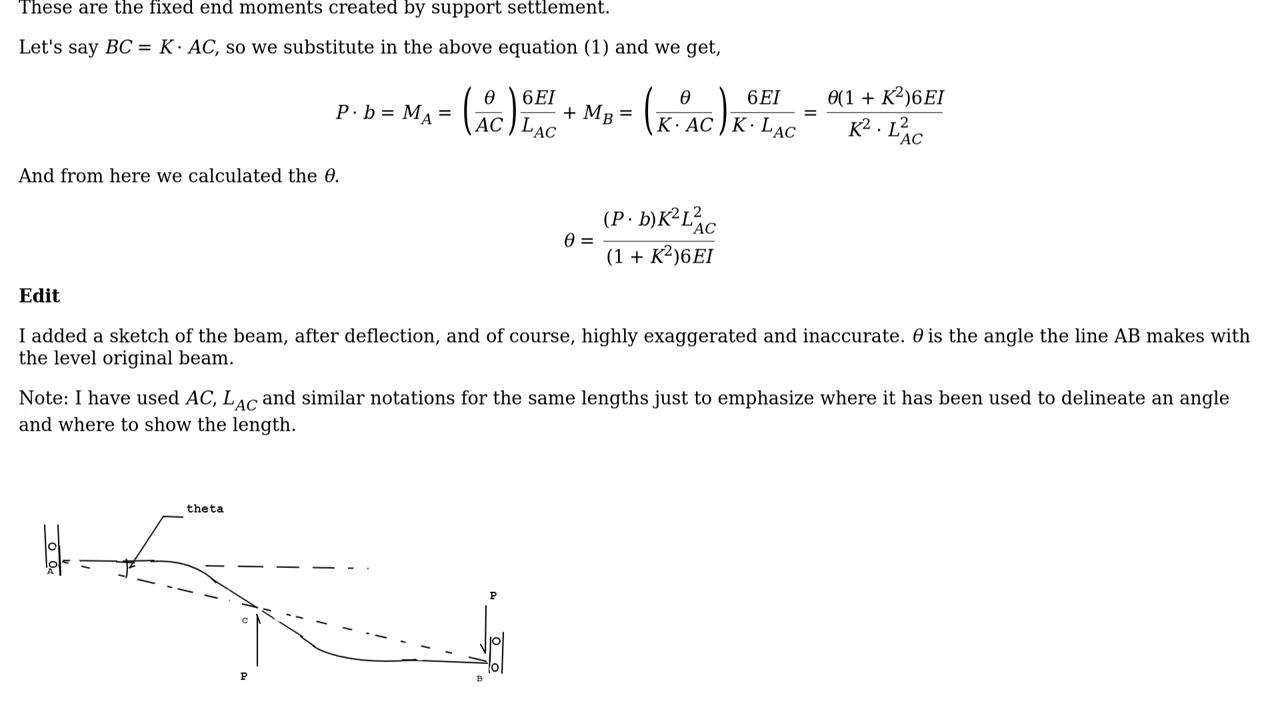 These are the fixed end moments created by support settlement.
Let's say BC = K · AC, so we substitute in the above equation (1) and we get,
P · b = M_A = (θ/AC) 6EI/L_AC + M_B = (θ/(K · AC)) 6EI/(K · L_AC) = θ(1 + K²)6EI/(K² · L²_AC)
And from here we calculated the θ.
θ = (P · b)K²L²_AC/((1 + K²)6EI)
Edit
I added a sketch of the beam, after deflection, and of course, highly exaggerated and inaccurate. θ is the angle the line AB makes with
the level original beam.
Note: I have used AC, L_AC and similar notations for the same lengths just to emphasize where it has been used to delineate an angle
and where to show the length.
theta
A
P
C
P
B